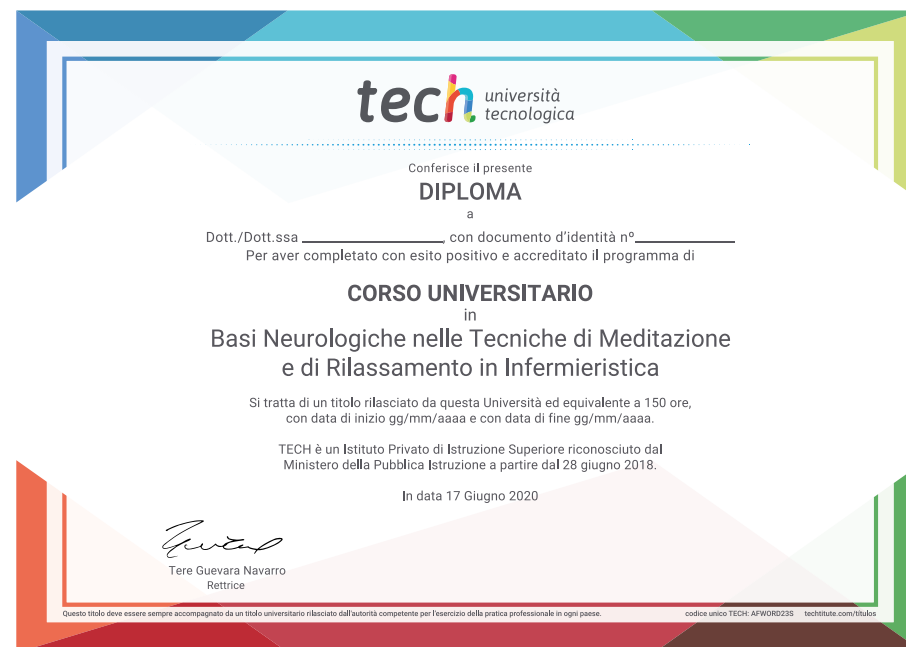 tech università
tecnologica
Conferisce il presente
DIPLOMA
a
Dott./Dott.ssa ____________________, con documento d'identità nº______________
Per aver completato con esito positivo e accreditato il programma di
CORSO UNIVERSITARIO
in
Basi Neurologiche nelle Tecniche di Meditazione
e di Rilassamento in Infermieristica
Si tratta di un titolo rilasciato da questa Università ed equivalente a 150 ore,
con data di inizio gg/mm/aaaa e con data di fine gg/mm/aaaa.
TECH è un Istituto Privato di Istruzione Superiore riconosciuto dal
Ministero della Pubblica Istruzione a partire dal 28 giugno 2018.
In data 17 Giugno 2020
Tere Guevara Navarro
Rettrice
Questo titolo deve essere sempre accompagnato da un titolo universitario rilasciato dall'autorità competente per l'esercizio della pratica professionale in ogni paese. codice unico TECH: AFWORD23S techtitute.com/títulos